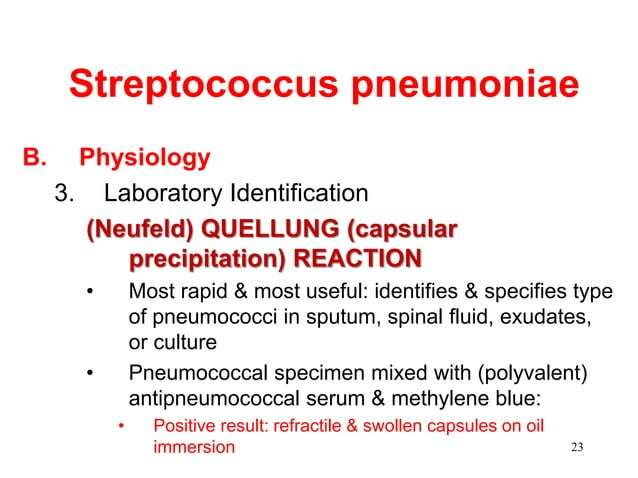 Streptococcus pneumoniae
B. Physiology
3. Laboratory Identification
(Neufeld) QUELLUNG (capsular
precipitation) REACTION
• Most rapid & most useful: identifies & specifies type
of pneumococci in sputum, spinal fluid, exudates,
or culture
• Pneumococcal specimen mixed with (polyvalent)
antipneumococcal serum & methylene blue:
• Positive result: refractile & swollen capsules on oil
immersion
23